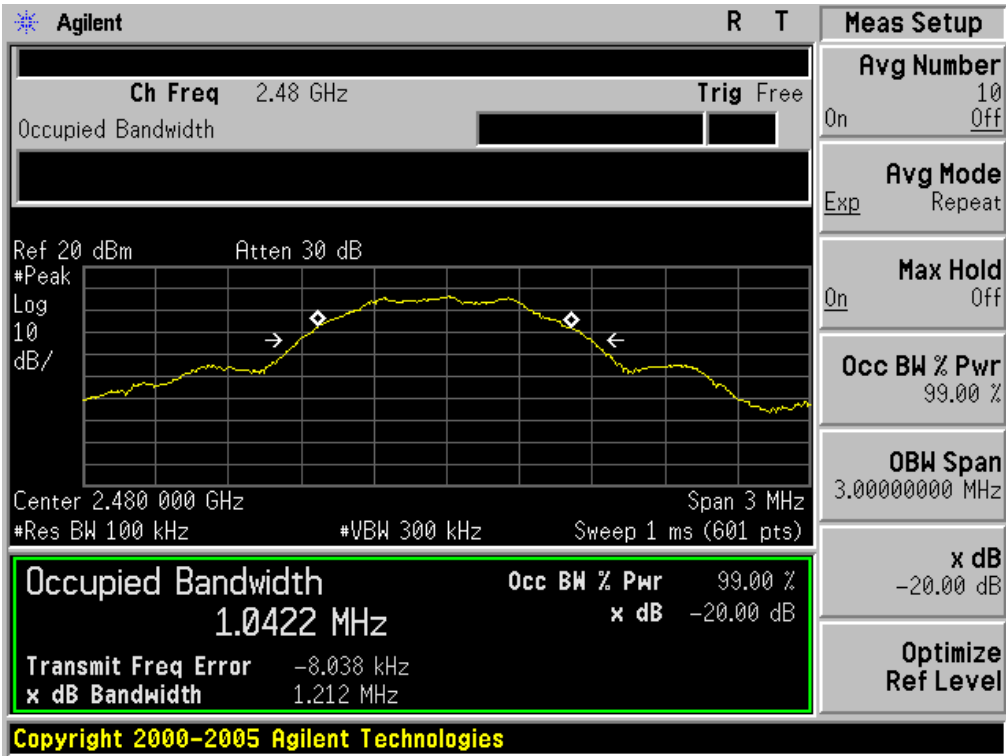 Agilent R T
Ch Freq 2.48 GHz Trig Free
Occupied Bandwidth
Ref 20 dBm Atten 30 dB
#Peak
Log
10
dB/
Center 2.480 000 GHz Span 3 MHz
#Res BW 100 kHz #VBW 300 kHz Sweep 1 ms (601 pts)
Occupied Bandwidth Occ BW % Pwr 99.00 %
1.0422 MHz x dB -20.00 dB
Transmit Freq Error -8.038 kHz
x dB Bandwidth 1.212 MHz
Copyright 2000-2005 Agilent Technologies
Meas Setup
Avg Number
10
On Off
Avg Mode
Exp Repeat
Max Hold
On Off
Occ BW % Pwr
99.00 %
OBW Span
3.00000000 MHz
x dB
-20.00 dB
Optimize
Ref Level